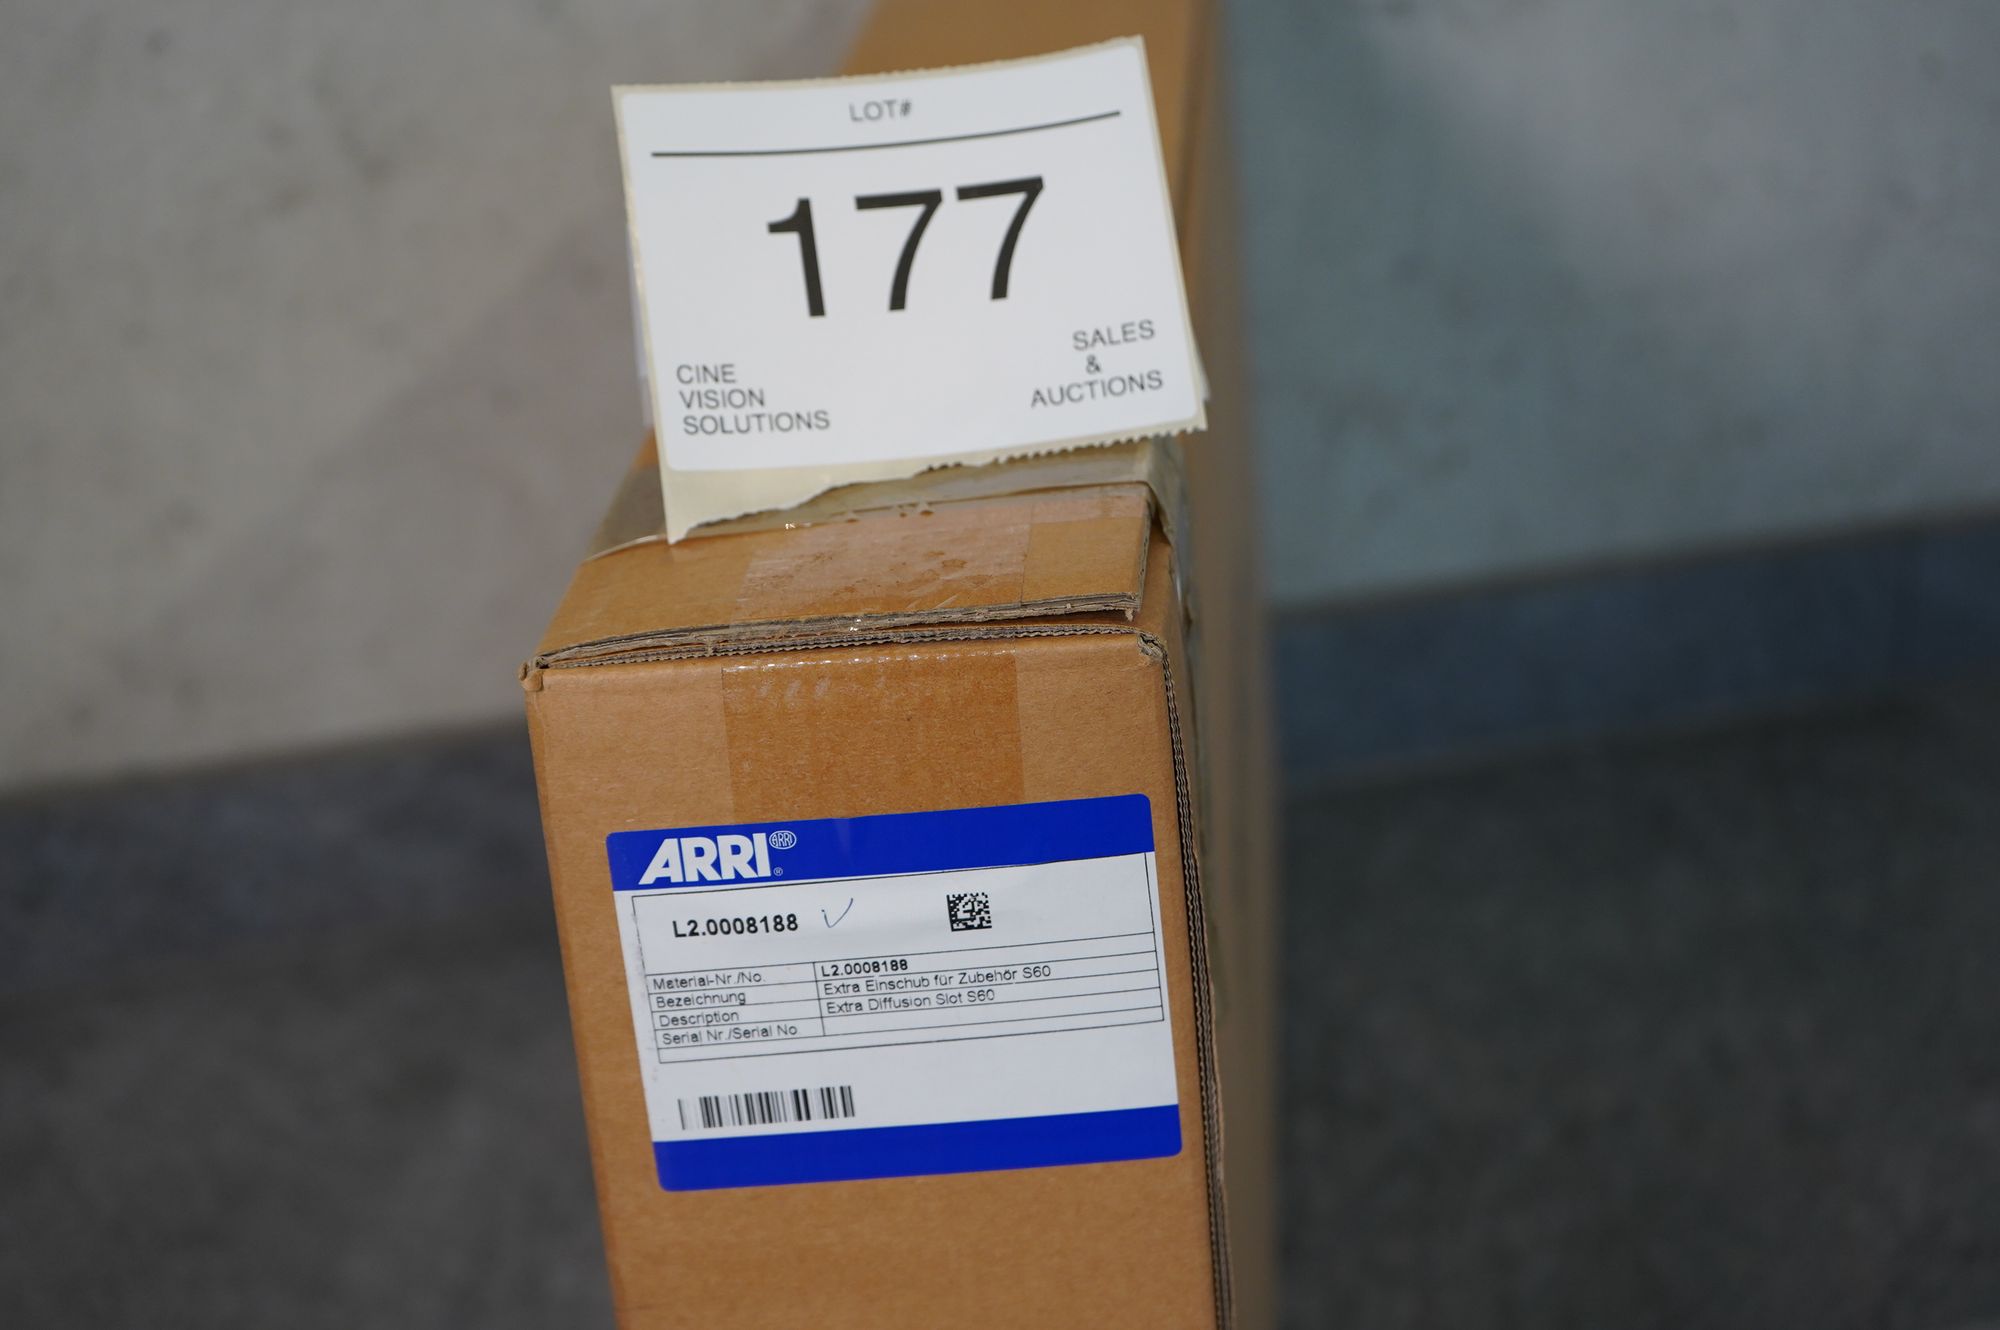 LOT#
177
CINE
VISION
SOLUTIONS
SALES
&
AUCTIONS
ARRI® ARRI
L2.0008188
Material-Nr./No. L2.0008188
Bezeichnung Extra Einschub für Zubehör S60
Description Extra Diffusion Slot S60
Serial Nr./Serial No.